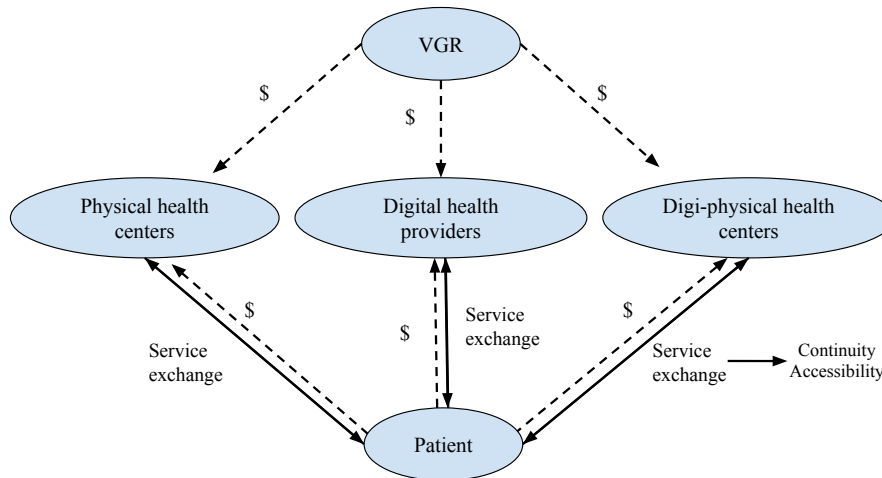 VGR
$
$
$
Physical health
centers
Digital health
providers
Digi-physical health
centers
$
$
$
Service
exchange
Service
exchange
Service
exchange
Continuity
Accessibility
Patient